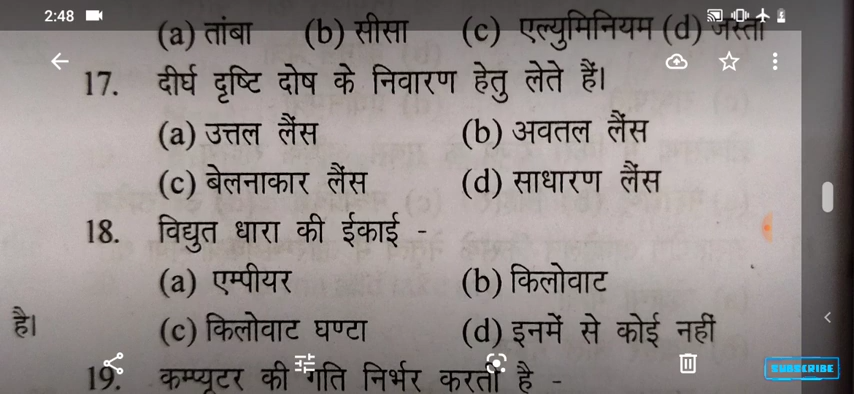 2:48
(a) तांबा (b) सीसा (c) एल्युमिनियम (d) जस्ता
17. दीर्घ दृष्टि दोष के निवारण हेतु लेते हैं।
(a) उत्तल लैंस (b) अवतल लैंस
(c) बेलनाकार लैंस (d) साधारण लैंस
18. विद्युत धारा की ईकाई -
(a) एम्पीयर (b) किलोवाट
है। (c) किलोवाट घण्टा (d) इनमें से कोई नहीं
SUBSCRIBE
19. कम्प्यूटर की गति निर्भर करती है -